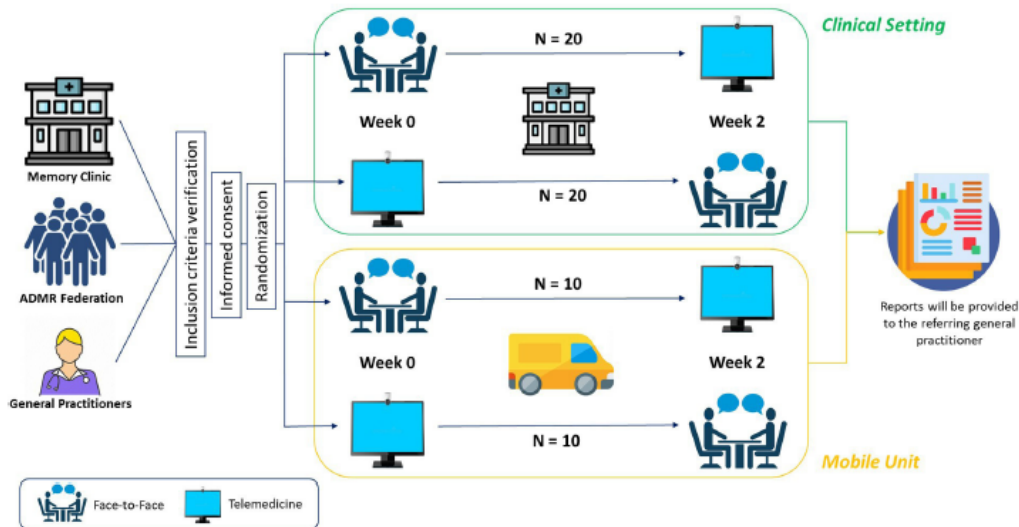 Clinical Setting
N = 20
Week 0
Week 2
N = 20
Memory Clinic
ADMR Federation
General Practitioners
Inclusion criteria verification
Informed consent
Randomization
N = 10
Week 0
Week 2
N = 10
Mobile Unit
Reports will be provided
to the referring general
practitioner
Face-to-Face
Telemedicine